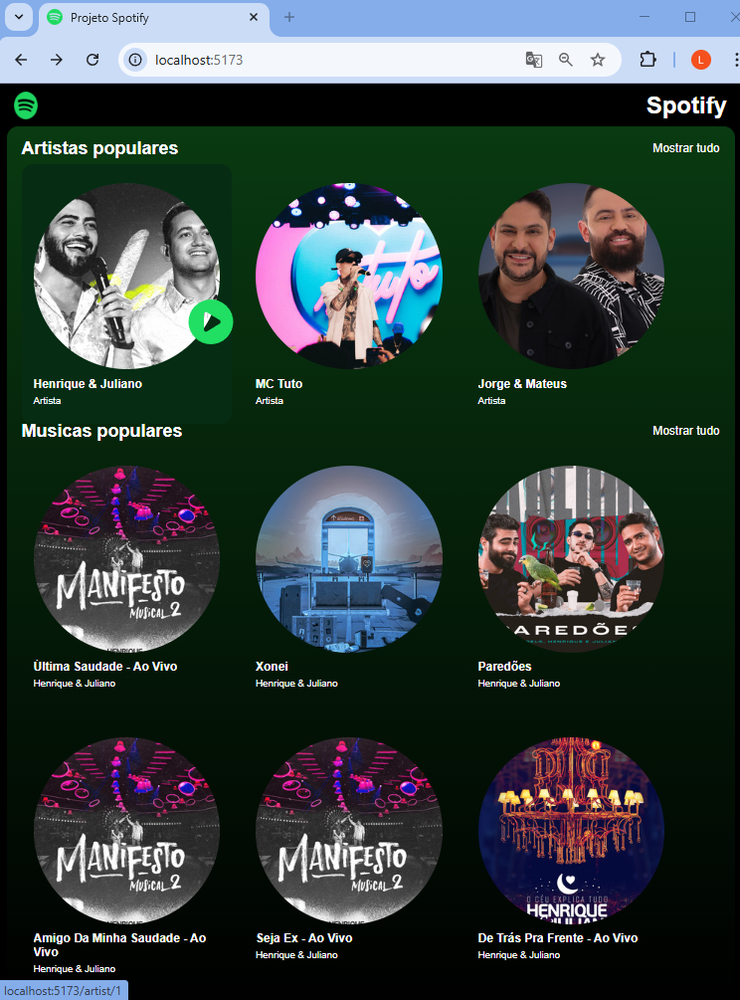 Projeto Spotify
localhost:5173
L
Spotify
Artistas populares
Mostrar tudo
tuto
Henrique & Juliano
Artista
MC Tuto
Artista
Jorge & Mateus
Artista
Musicas populares
Mostrar tudo
MANIFESTO
MUSICAL 2
HENRIQUE
PAREDÕES
Última Saudade - Ao Vivo
Henrique & Juliano
Xonei
Henrique & Juliano
Paredões
Henrique & Juliano
MANIFESTO
MUSICAL 2
MANIFESTO
MUSICAL 2
O CÉU EXPLICA TUDO
HENRIQUE
Amigo Da Minha Saudade - Ao
Vivo
Henrique & Juliano
Seja Ex - Ao Vivo
Henrique & Juliano
De Trás Pra Frente - Ao Vivo
Henrique & Juliano
localhost:5173/artist/1